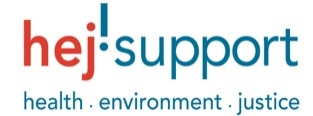 hej!support
health . environment . justice